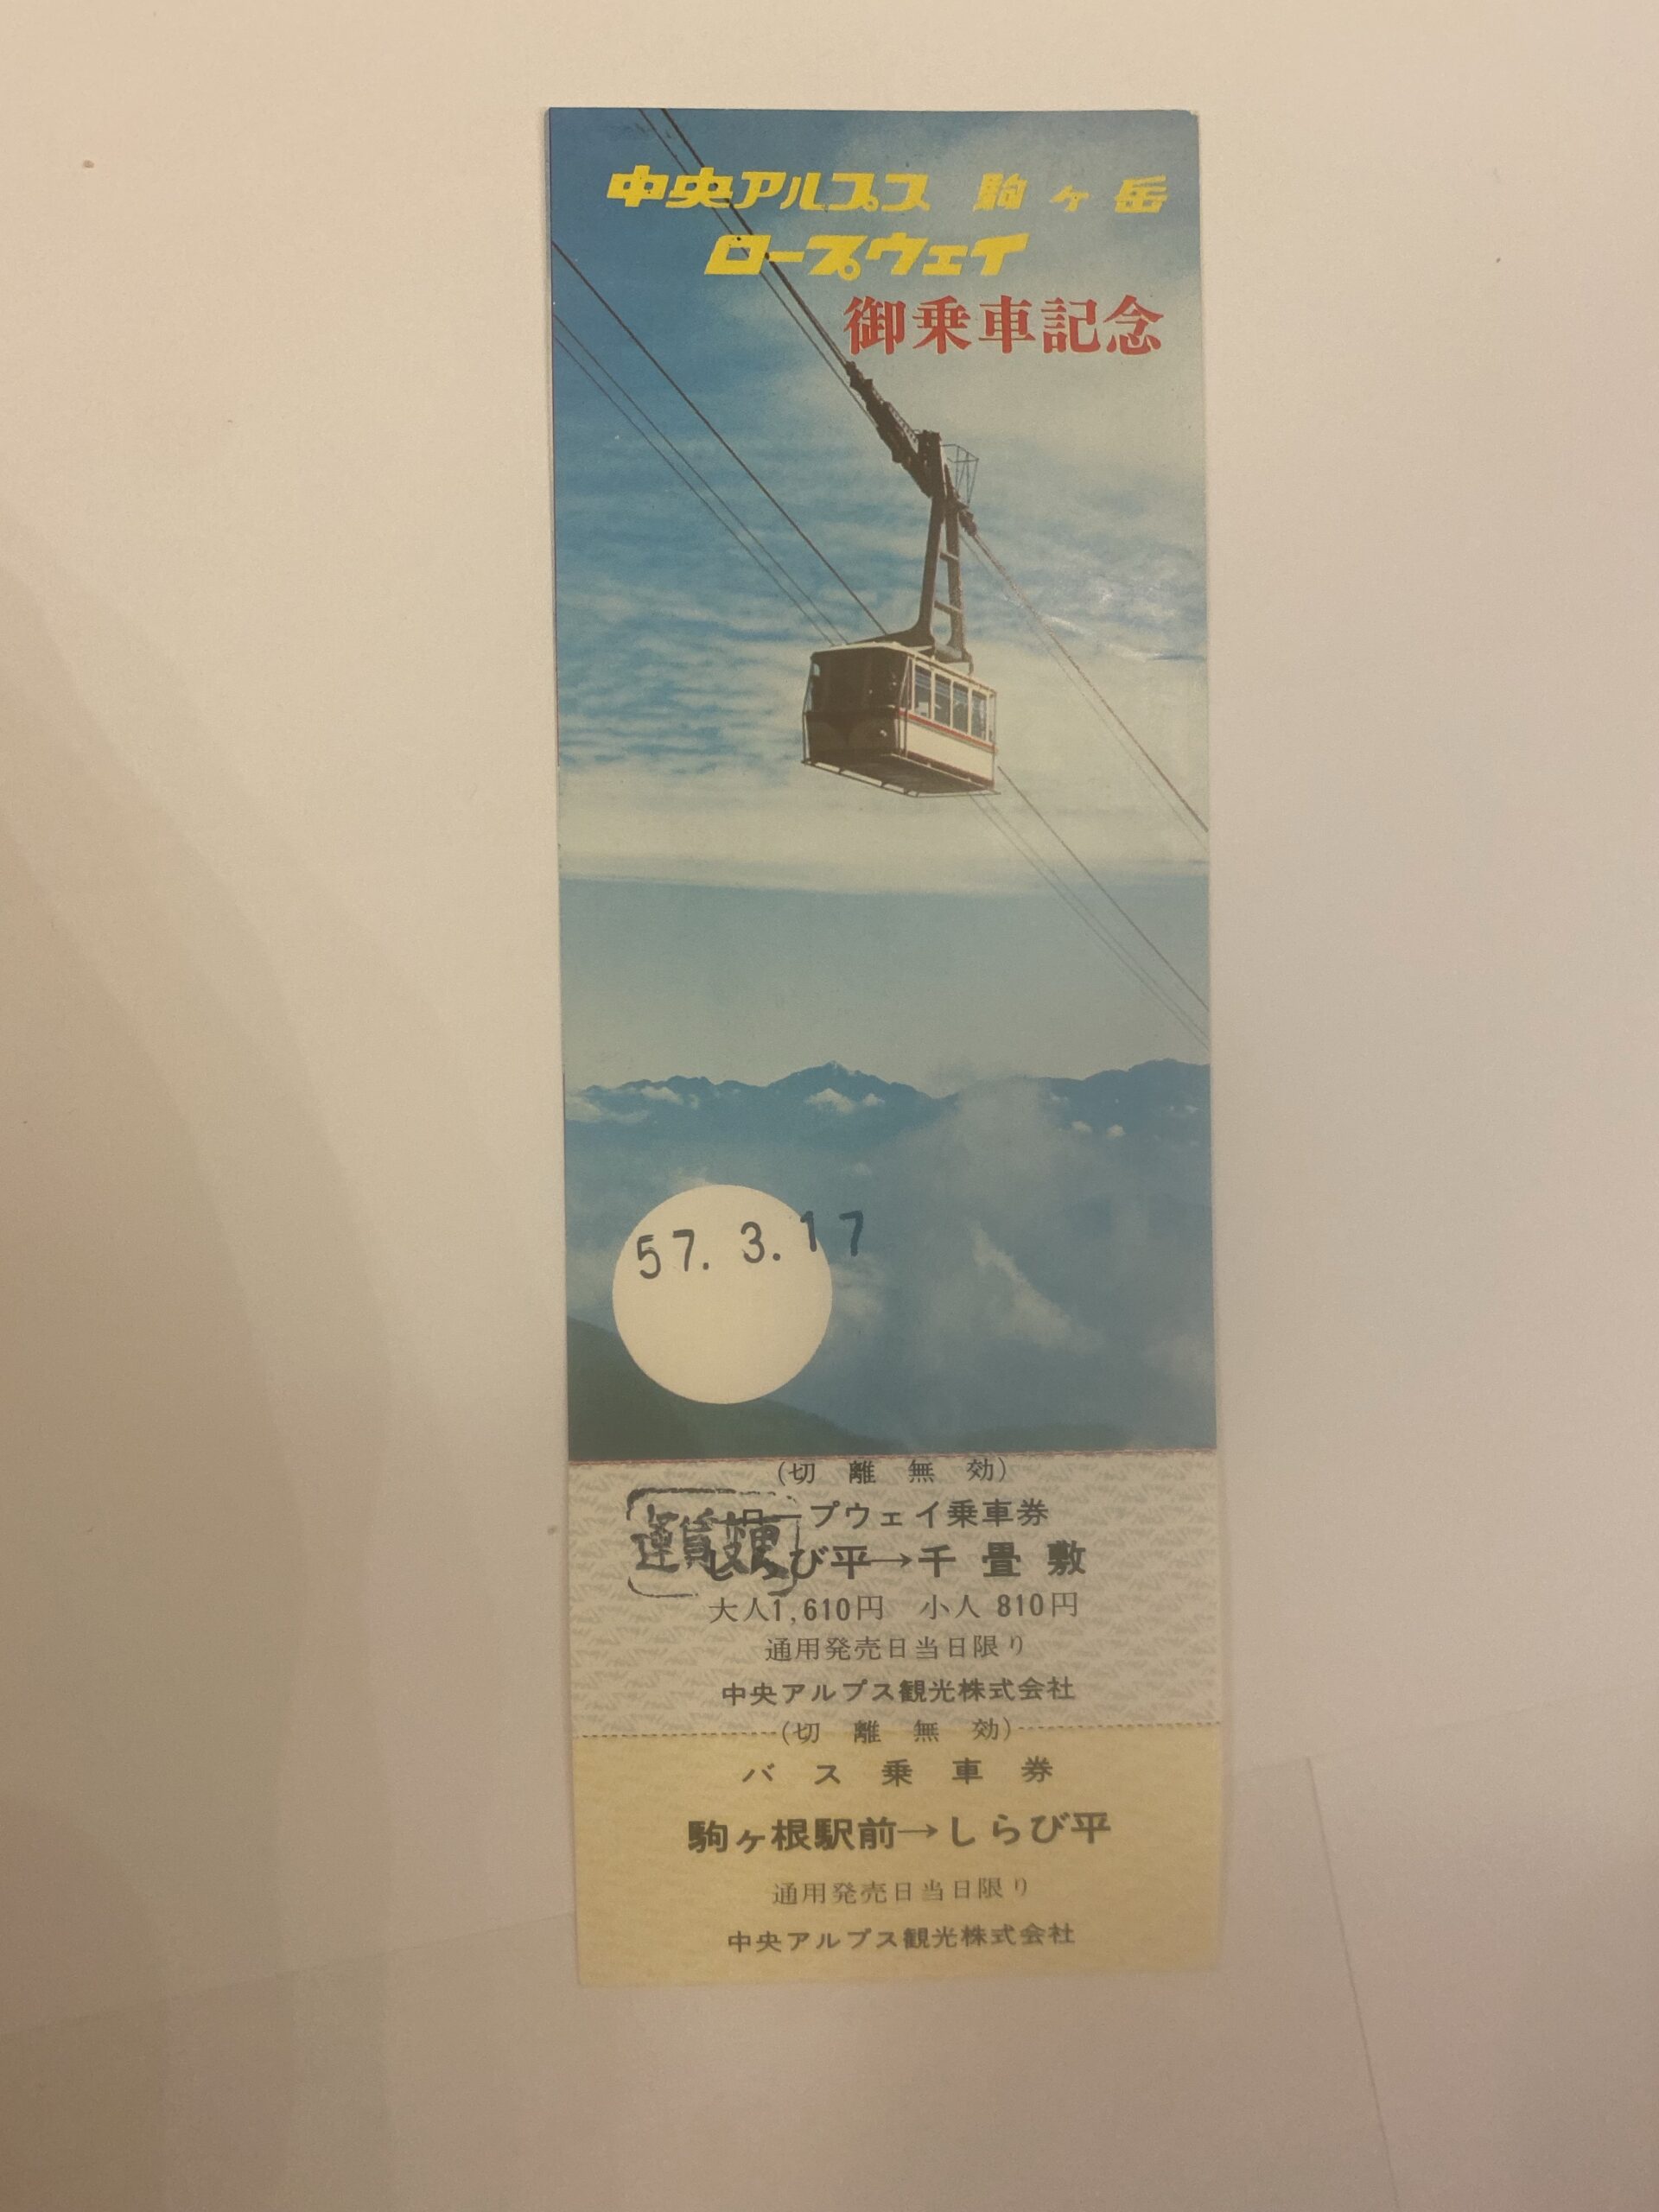 中央アルプス 駒ヶ岳
ロープウェイ
御乗車記念
57. 3. 17
(切離無効)
ロープウェイ乗車券
運賃変更
しらび平→千畳敷
大人1,610円 小人 810円
通用発売日当日限り
中央アルプス観光株式会社
(切離無効)
バス乗車券
駒ヶ根駅前→しらび平
通用発売日当日限り
中央アルプス観光株式会社